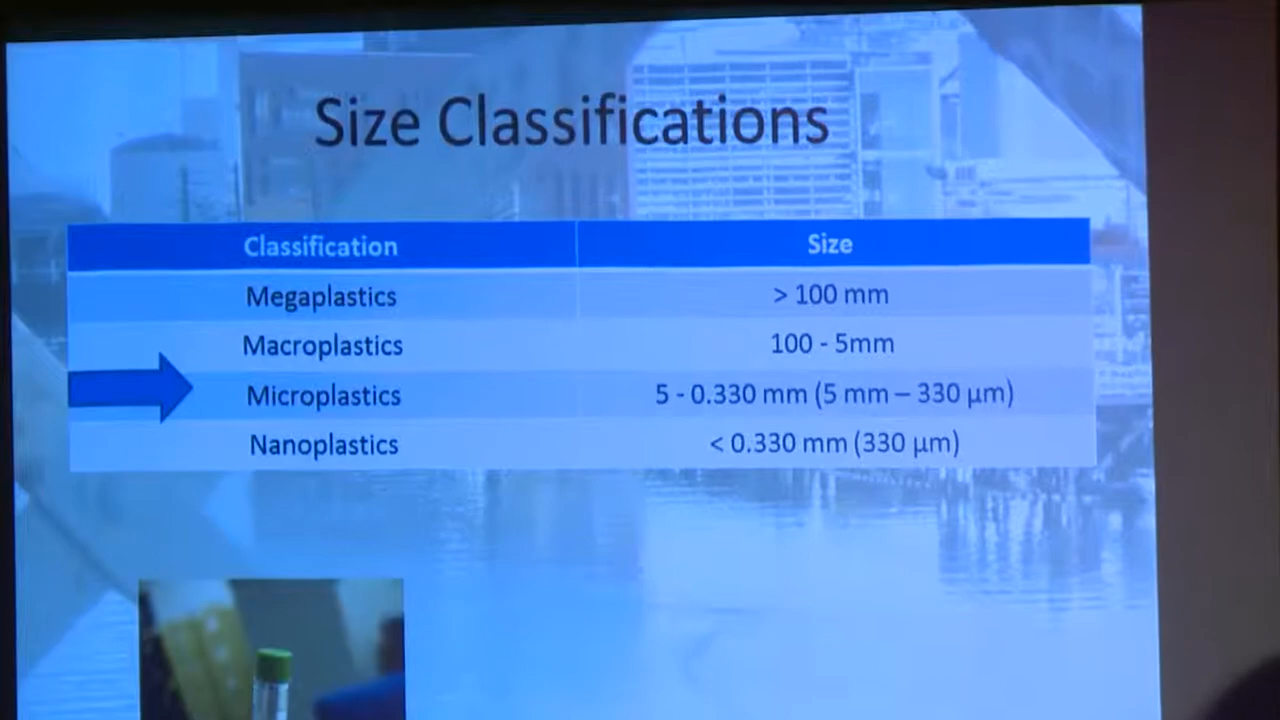 Size Classifications
Classification Size
Megaplastics > 100 mm
Macroplastics 100 - 5mm
Microplastics 5 - 0.330 mm (5 mm – 330 µm)
Nanoplastics < 0.330 mm (330 µm)